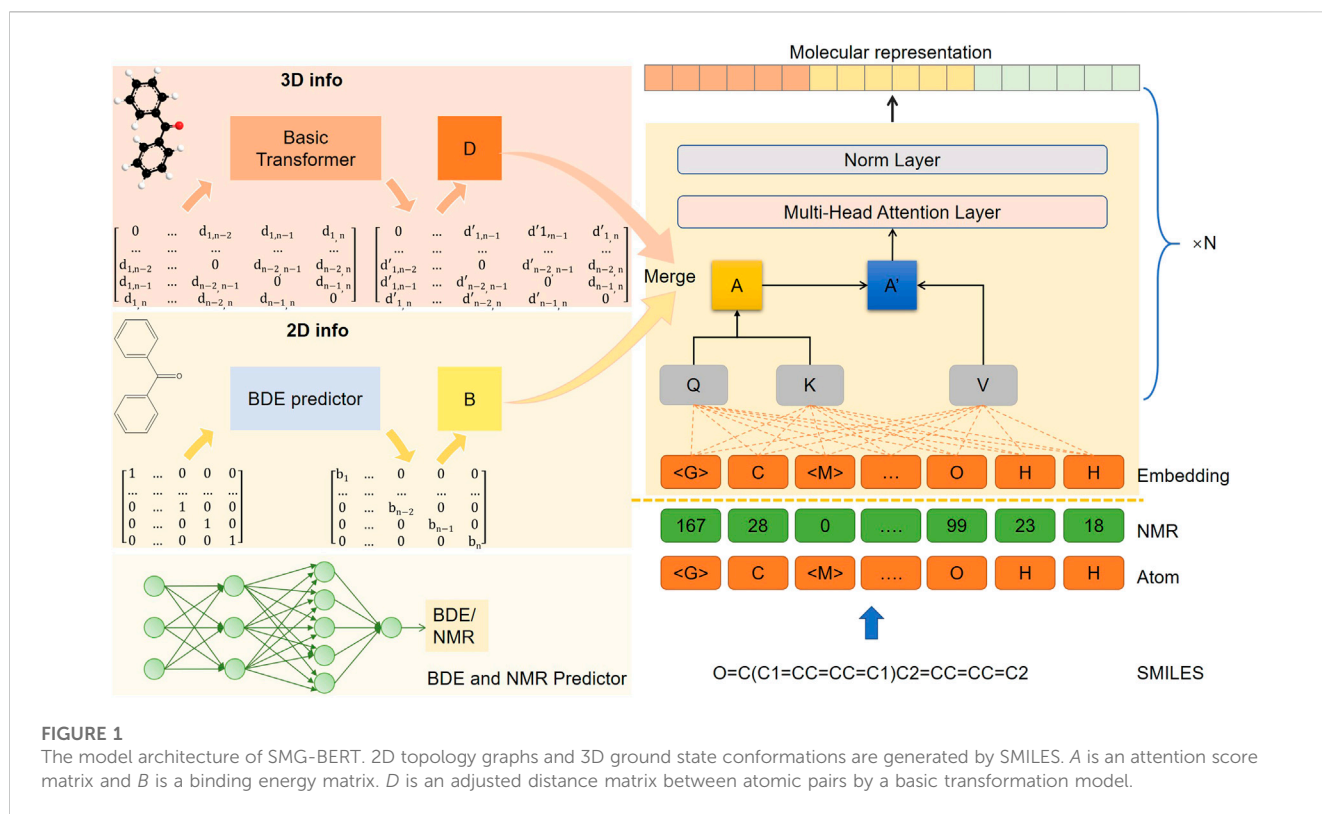 3D info
Basic
Transformer
D
0 ... d1,n−2 d1,n−1 d1,n
... ... ... ... ...
d1,n−2 ... 0 dn−2,n−1 dn−2,n
d1,n−1 ... dn−2,n−1 0 dn−1,n
d1,n ... dn−2,n dn−1,n 0
0 ... d′1,n−1 d′1,n−1 d′1,n
... ... ... ... ...
d′1,n−2 ... 0 d′n−2,n−1 dn−2,n
d′1,n−1 ... d′n−2,n−1 0 dn−1,n
d′1,n ... d′n−2,n d′n−1,n 0
2D info
O
BDE predictor
B
1 ... 0 0 0
... ... ... ... ...
0 ... 1 0 0
0 ... 0 1 0
0 ... 0 0 1
b1 ... 0 0 0
... ... ... ... ...
0 ... bn−2 0 0
0 ... 0 bn−1 0
0 ... 0 0 bn
BDE/
NMR
BDE and NMR Predictor
Molecular representation
Norm Layer
Multi-Head Attention Layer
×N
Merge
A A'
Q K V
<G> C <M> ... O H H Embedding
167 28 0 .... 99 23 18 NMR
<G> C <M> .... O H H Atom
O=C(C1=CC=CC=C1)C2=CC=CC=C2 SMILES
FIGURE 1
The model architecture of SMG-BERT. 2D topology graphs and 3D ground state conformations are generated by SMILES. A is an attention score
matrix and B is a binding energy matrix. D is an adjusted distance matrix between atomic pairs by a basic transformation model.